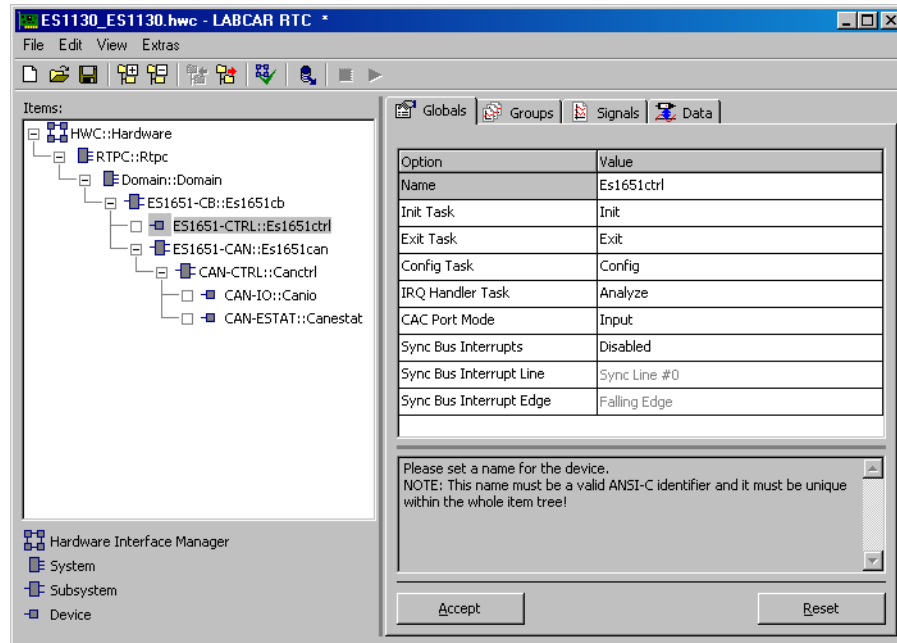 ES1130_ES1130.hwc - LABCAR RTC *
File Edit View Extras
Items:
HWC::Hardware
RTPC::Rtpc
Domain::Domain
ES1651-CB::Es1651cb
ES1651-CTRL::Es1651ctrl
ES1651-CAN::Es1651can
CAN-CTRL::Canctrl
CAN-IO::Canio
CAN-ESTAT::Canestat
Hardware Interface Manager
System
Subsystem
Device
Globals Groups Signals Data
Option Value
Name Es1651ctrl
Init Task Init
Exit Task Exit
Config Task Config
IRQ Handler Task Analyze
CAC Port Mode Input
Sync Bus Interrupts Disabled
Sync Bus Interrupt Line Sync Line #0
Sync Bus Interrupt Edge Falling Edge
Please set a name for the device.
NOTE: This name must be a valid ANSI-C identifier and it must be unique
within the whole item tree!
Accept Reset